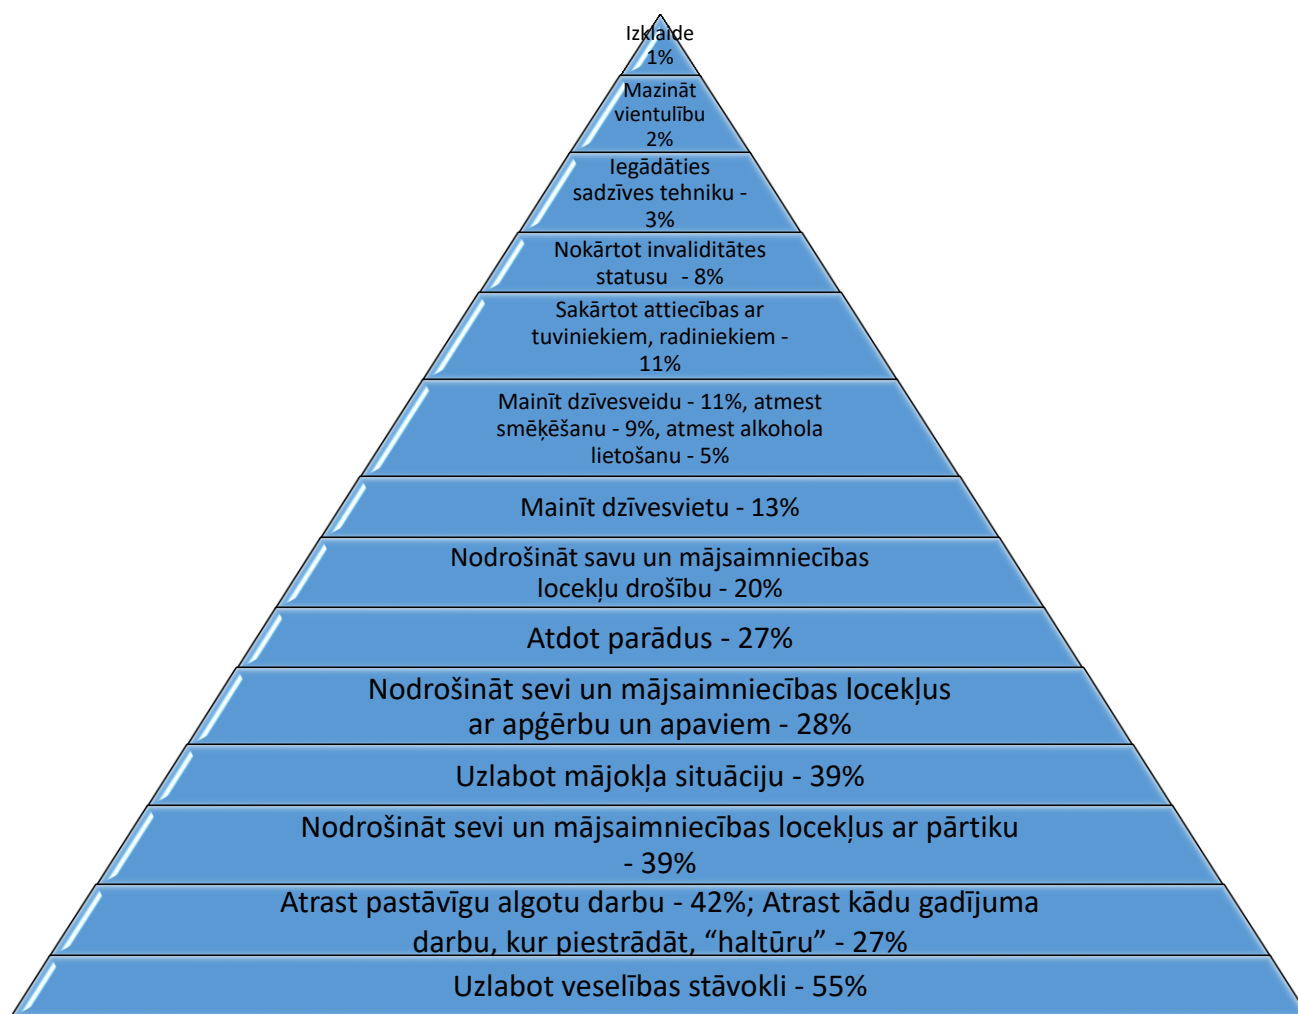 Izklaide
1%
Mazināt
vientulību
2%
Iegādāties
sadzīves tehniku -
3%
Nokārtot invaliditātes
statusu - 8%
Sakārtot attiecības ar
tuviniekiem, radiniekiem -
11%
Mainīt dzīvesveidu - 11%, atmest
smēķēšanu - 9%, atmest alkohola
lietošanu - 5%
Mainīt dzīvesvietu - 13%
Nodrošināt savu un mājsaimniecības
locekļu drošību - 20%
Atdot parādus - 27%
Nodrošināt sevi un mājsaimniecības locekļus
ar apģērbu un apaviem - 28%
Uzlabot mājokļa situāciju - 39%
Nodrošināt sevi un mājsaimniecības locekļus ar pārtiku
- 39%
Atrast pastāvīgu algotu darbu - 42%; Atrast kādu gadījuma
darbu, kur piestrādāt, “haltūru” - 27%
Uzlabot veselības stāvokli - 55%